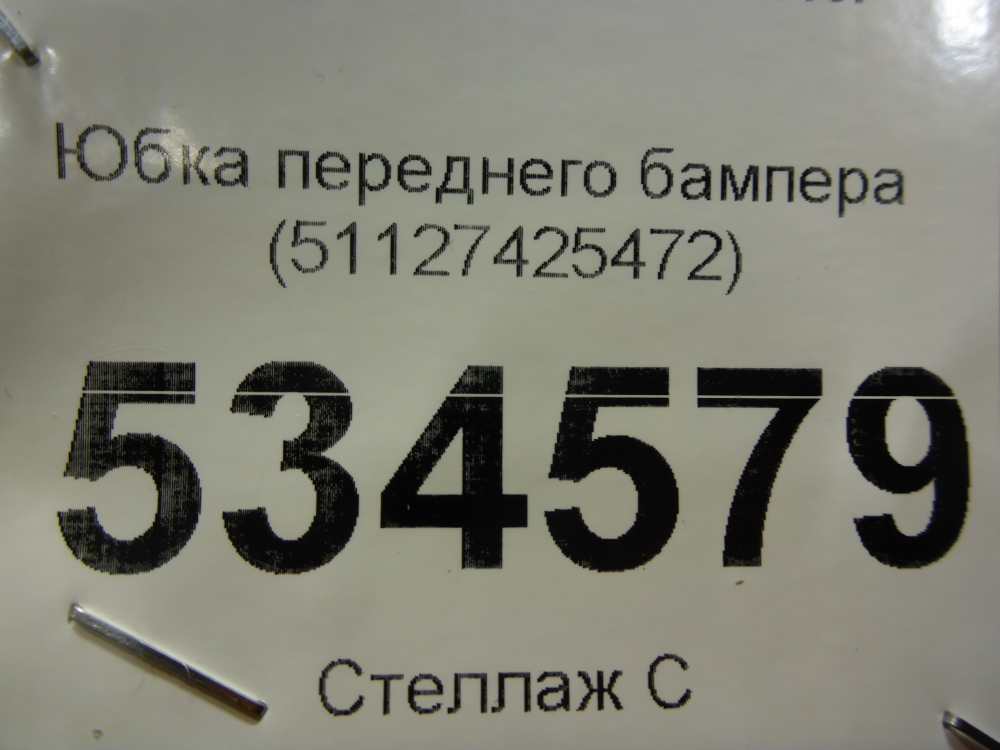 Юбка переднего бампера
(51127425472)
534579
Стеллаж С